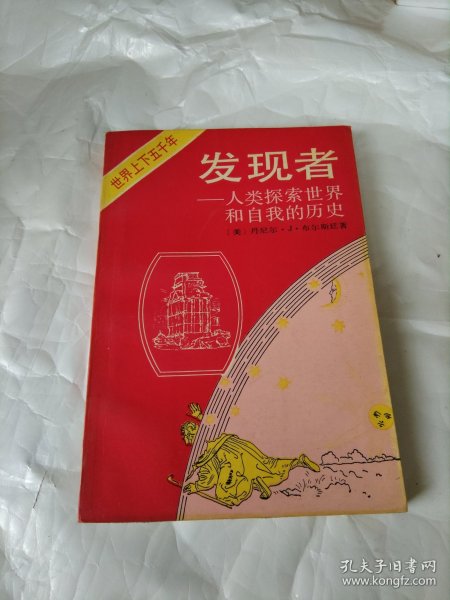 世界上下五千年
发现者
——人类探索世界
和自我的历史
〔美〕丹尼尔·J·布尔斯廷著
孔夫子旧书网
www.kongfz.com